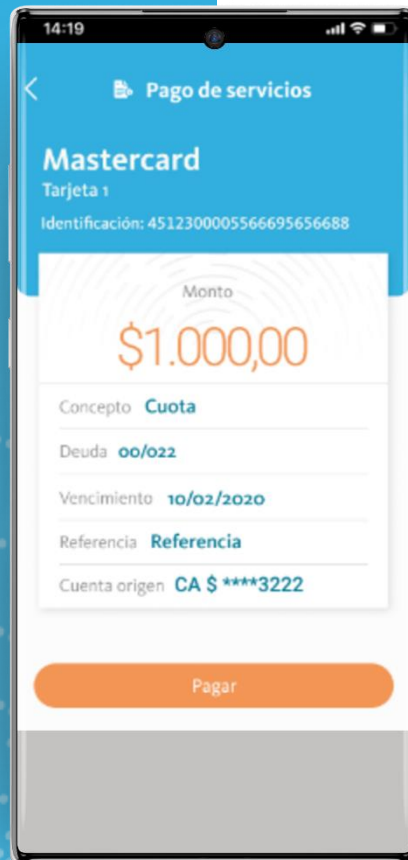 14:19
Pago de servicios
Mastercard
Tarjeta 1
Identificación: 4512300005566695656688
Monto
$1.000,00
Concepto Cuota
Deuda 00/022
Vencimiento 10/02/2020
Referencia Referencia
Cuenta origen CA $ ****3222
Pagar